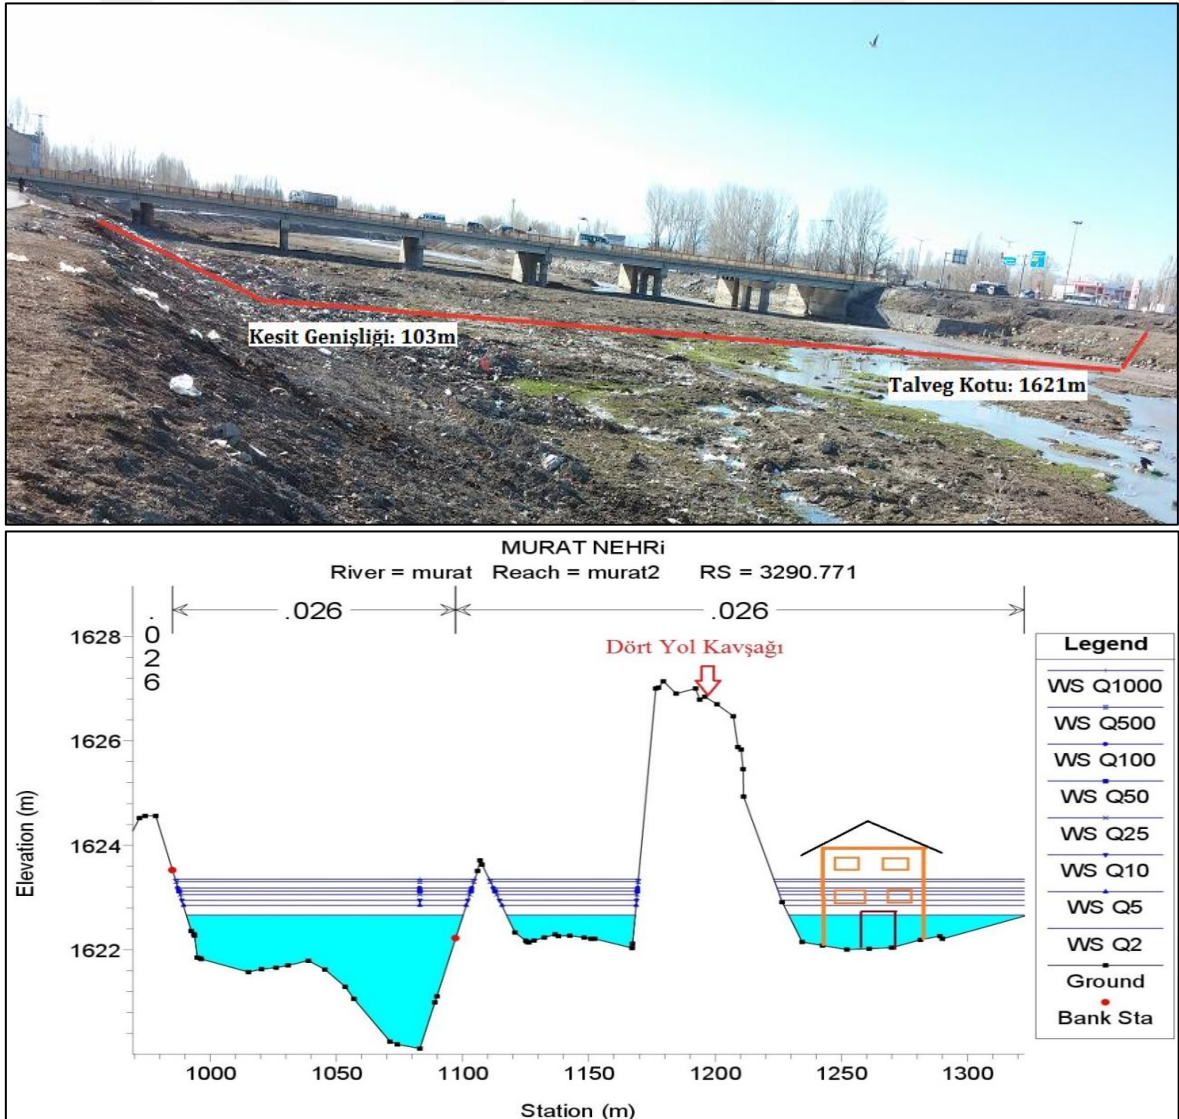 Kesit Genişliği: 103m
Talveg Kotu: 1621m
MURAT NEHRi
River = murat Reach = murat2 RS = 3290.771
.026
.026
.026
Dört Yol Kavşağı
1628
1626
1624
1622
Elevation (m)
1000
1050
1100
1150
1200
1250
1300
Station (m)
Legend
WS Q1000
WS Q500
WS Q100
WS Q50
WS Q25
WS Q10
WS Q5
WS Q2
Ground
Bank Sta